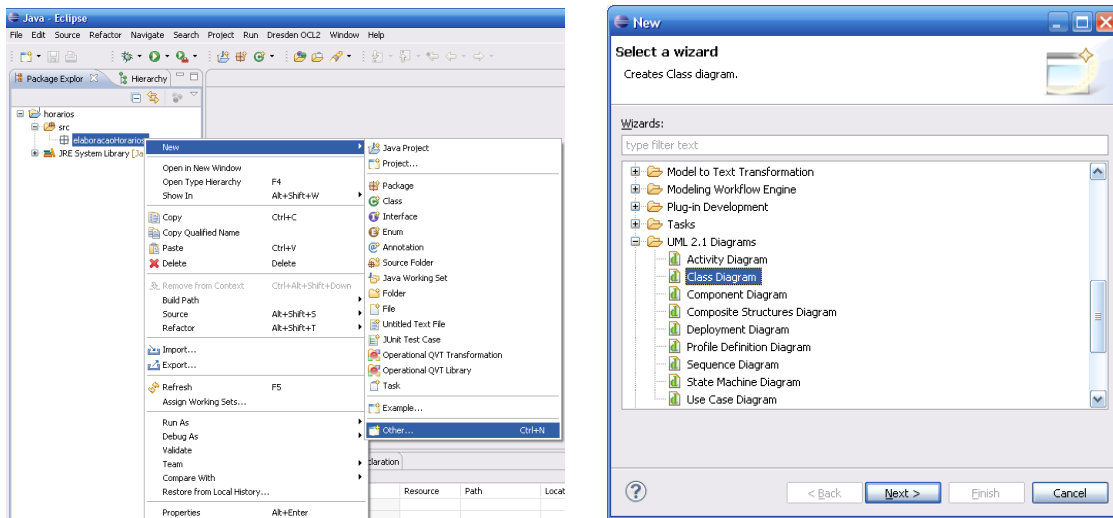 Java - Eclipse
File Edit Source Refactor Navigate Search Project Run Dresden OCL2 Window Help
Package Explor Hierarchy
horarios
src
elaboracaoHorarios
JRE System Library [Ja
New
Open in New Window
Open Type Hierarchy F4
Show In Alt+Shift+W
Copy Ctrl+C
Copy Qualified Name
Paste Ctrl+V
Delete Delete
Remove from Context Ctrl+Alt+Shift+Down
Build Path
Source Alt+Shift+S
Refactor Alt+Shift+T
Import...
Export...
Refresh F5
Assign Working Sets...
Run As
Debug As
Validate
Team
Compare With
Restore from Local History...
Properties Alt+Enter
Java Project
Project...
Package
Class
Interface
Enum
Annotation
Source Folder
Java Working Set
Folder
File
Untitled Text File
JUnit Test Case
Operational QVT Transformation
Operational QVT Library
Task
Example...
Other... Ctrl+N
claration
Resource Path Locat
New
Select a wizard
Creates Class diagram.
Wizards:
type filter text
Model to Text Transformation
Modeling Workflow Engine
Plug-in Development
Tasks
UML 2.1 Diagrams
Activity Diagram
Class Diagram
Component Diagram
Composite Structures Diagram
Deployment Diagram
Profile Definition Diagram
Sequence Diagram
State Machine Diagram
Use Case Diagram
< Back Next > Finish Cancel